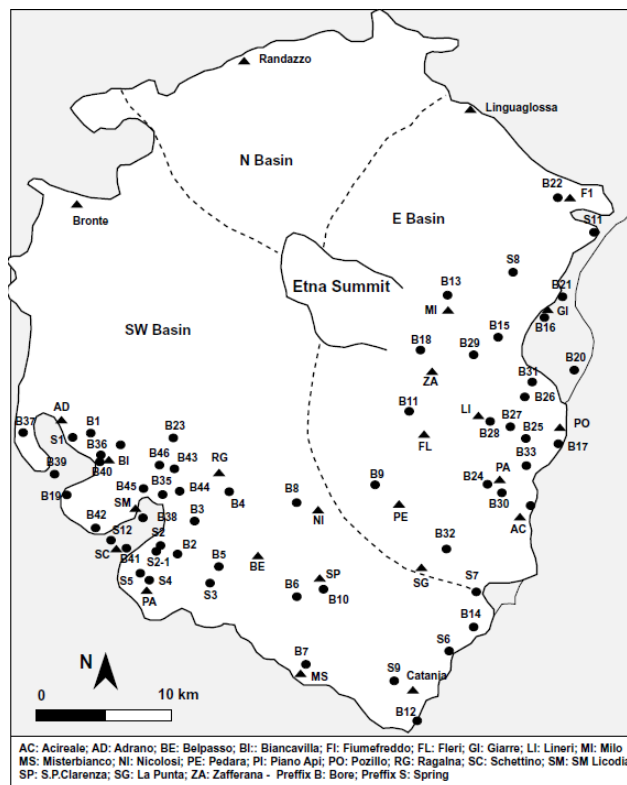 Randazzo
Linguaglossa
N Basin
B22
F1
Bronte
E Basin
S11
S8
Etna Summit
B13
B21
MI
GI
B16
SW Basin
B15
B18
B29
ZA
B20
B31
B26
AD
B11
LI
B37
B1
B23
B27
PO
S1
FL
B28
B25
B17
B36
BI
B46
B43
RG
B33
B39
B40
B9
B24
PA
B45
B35
B44
B8
B19
SM
B4
B30
B38
B3
NI
PE
AC
B42
S12
S2
B32
SC
B41
S2-1
B2
B5
BE
SP
SG
S7
S5
S4
S3
B6
B10
PA
B14
S6
B7
N
MS
S9
Catania
0
10 km
B12
AC: Acireale; AD: Adrano; BE: Belpasso; BI:: Biancavilla; FI: Fiumefreddo; FL: Fleri; GI: Giarre; LI: Lineri; MI: Milo
MS: Misterbianco; NI: Nicolosi; PE: Pedara; PI: Piano Api; PO: Pozillo; RG: Ragalna; SC: Schettino; SM: SM Licodia
SP: S.P.Clarenza; SG: La Punta; ZA: Zafferana - Preffix B: Bore; Preffix S: Spring